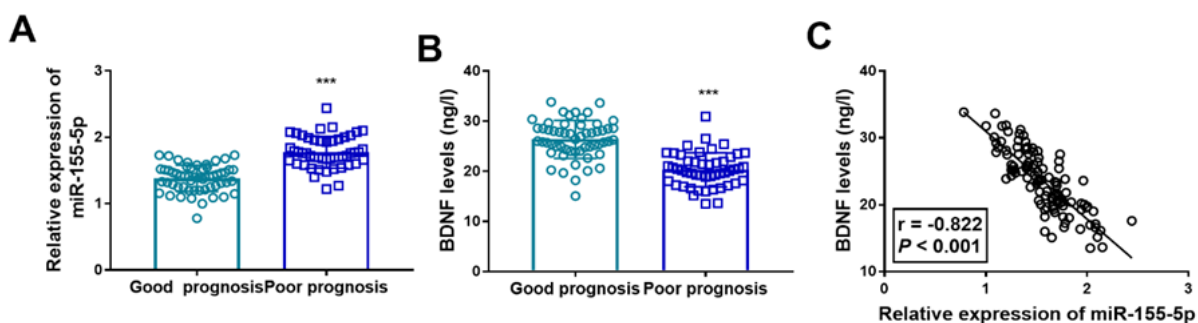 A
Relative expression of
miR-155-5p
3
2
1
0
***
Good prognosis
Poor prognosis
B
BDNF levels (ng/l)
40
30
20
10
0
***
Good prognosis
Poor prognosis
C
BDNF levels (ng/l)
40
30
20
10
r = -0.822
P < 0.001
0
1
2
3
Relative expression of miR-155-5p